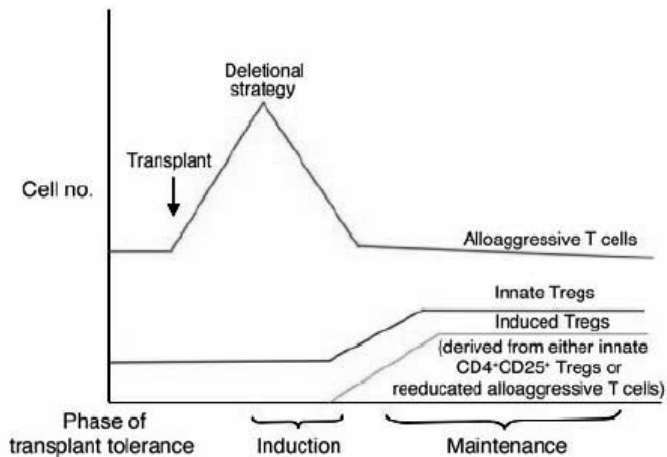 Deletional
strategy
Transplant
Cell no.
Alloaggressive T cells
Innate Tregs
Induced Tregs
(derived from either innate
CD4⁺CD25⁺ Tregs or
reeducated alloaggressive T cells)
Phase of
transplant tolerance
Induction
Maintenance